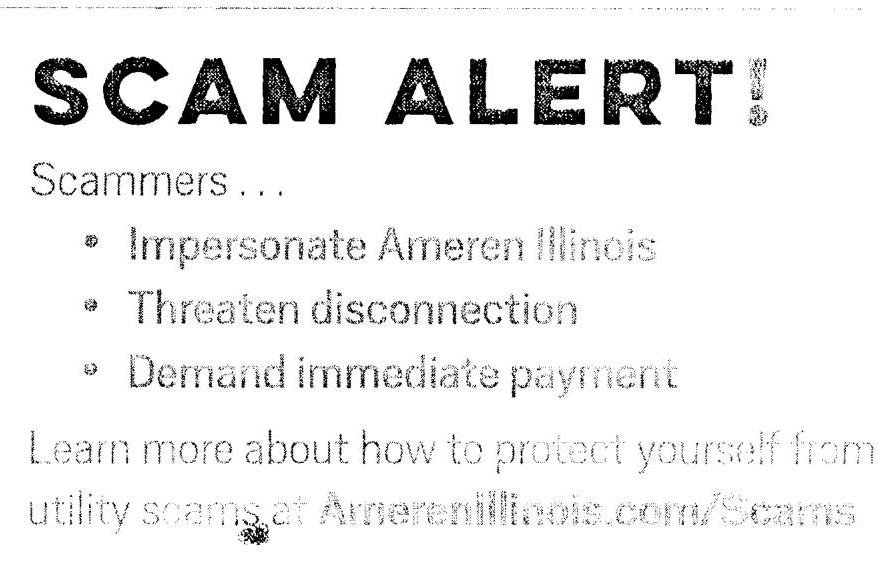 SCAM ALERT!
Scammers . . .
• Impersonate Ameren Illinois
• Threaten disconnection
• Demand immediate payment
Learn more about how to protect yourself from
utility scams at AmerenIllinois.com/Scams